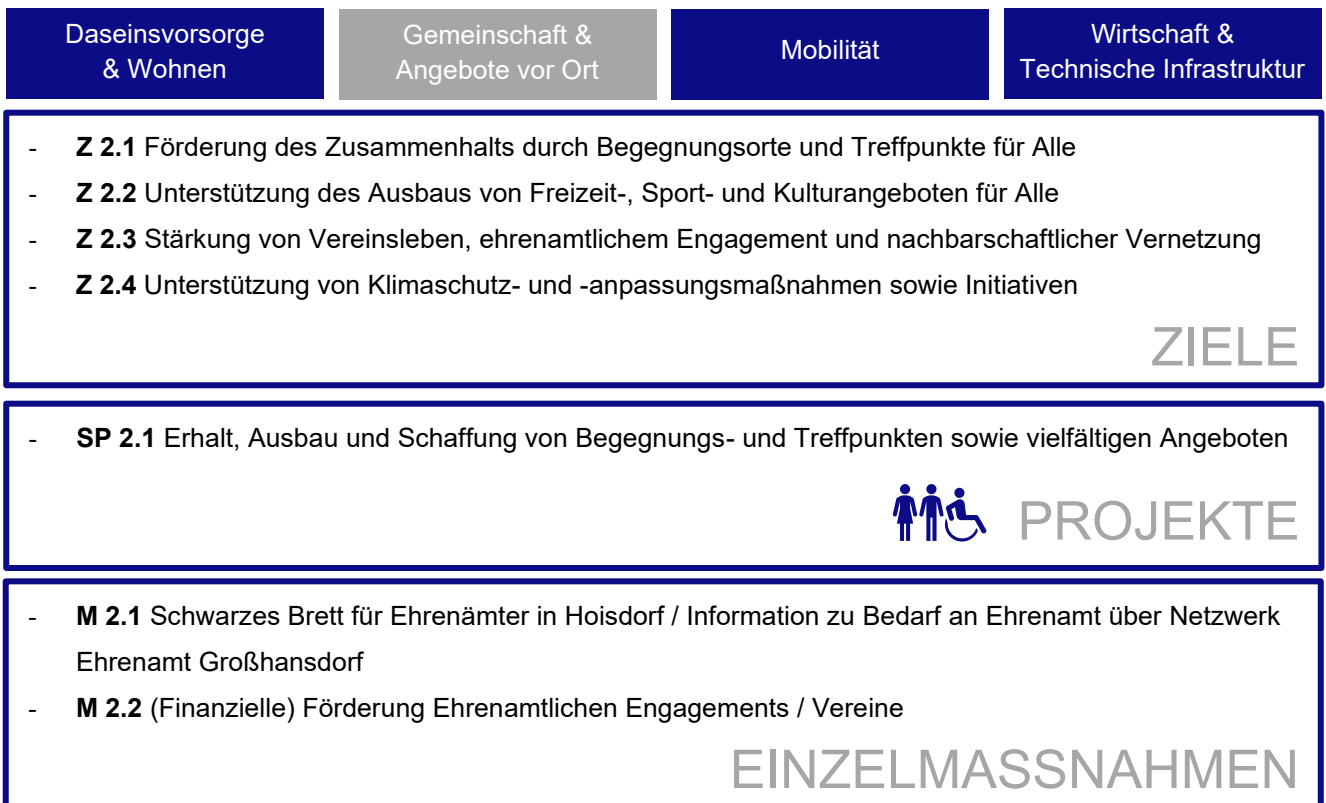 Daseinsvorsorge
& Wohnen
Gemeinschaft &
Angebote vor Ort
Mobilität
Wirtschaft &
Technische Infrastruktur
- Z 2.1 Förderung des Zusammenhalts durch Begegnungsorte und Treffpunkte für Alle
- Z 2.2 Unterstützung des Ausbaus von Freizeit-, Sport- und Kulturangeboten für Alle
- Z 2.3 Stärkung von Vereinsleben, ehrenamtlichem Engagement und nachbarschaftlicher Vernetzung
- Z 2.4 Unterstützung von Klimaschutz- und -anpassungsmaßnahmen sowie Initiativen
ZIELE
- SP 2.1 Erhalt, Ausbau und Schaffung von Begegnungs- und Treffpunkten sowie vielfältigen Angeboten
PROJEKTE
- M 2.1 Schwarzes Brett für Ehrenämter in Hoisdorf / Information zu Bedarf an Ehrenamt über Netzwerk
Ehrenamt Großhansdorf
- M 2.2 (Finanzielle) Förderung Ehrenamtlichen Engagements / Vereine
EINZELMASSNAHMEN